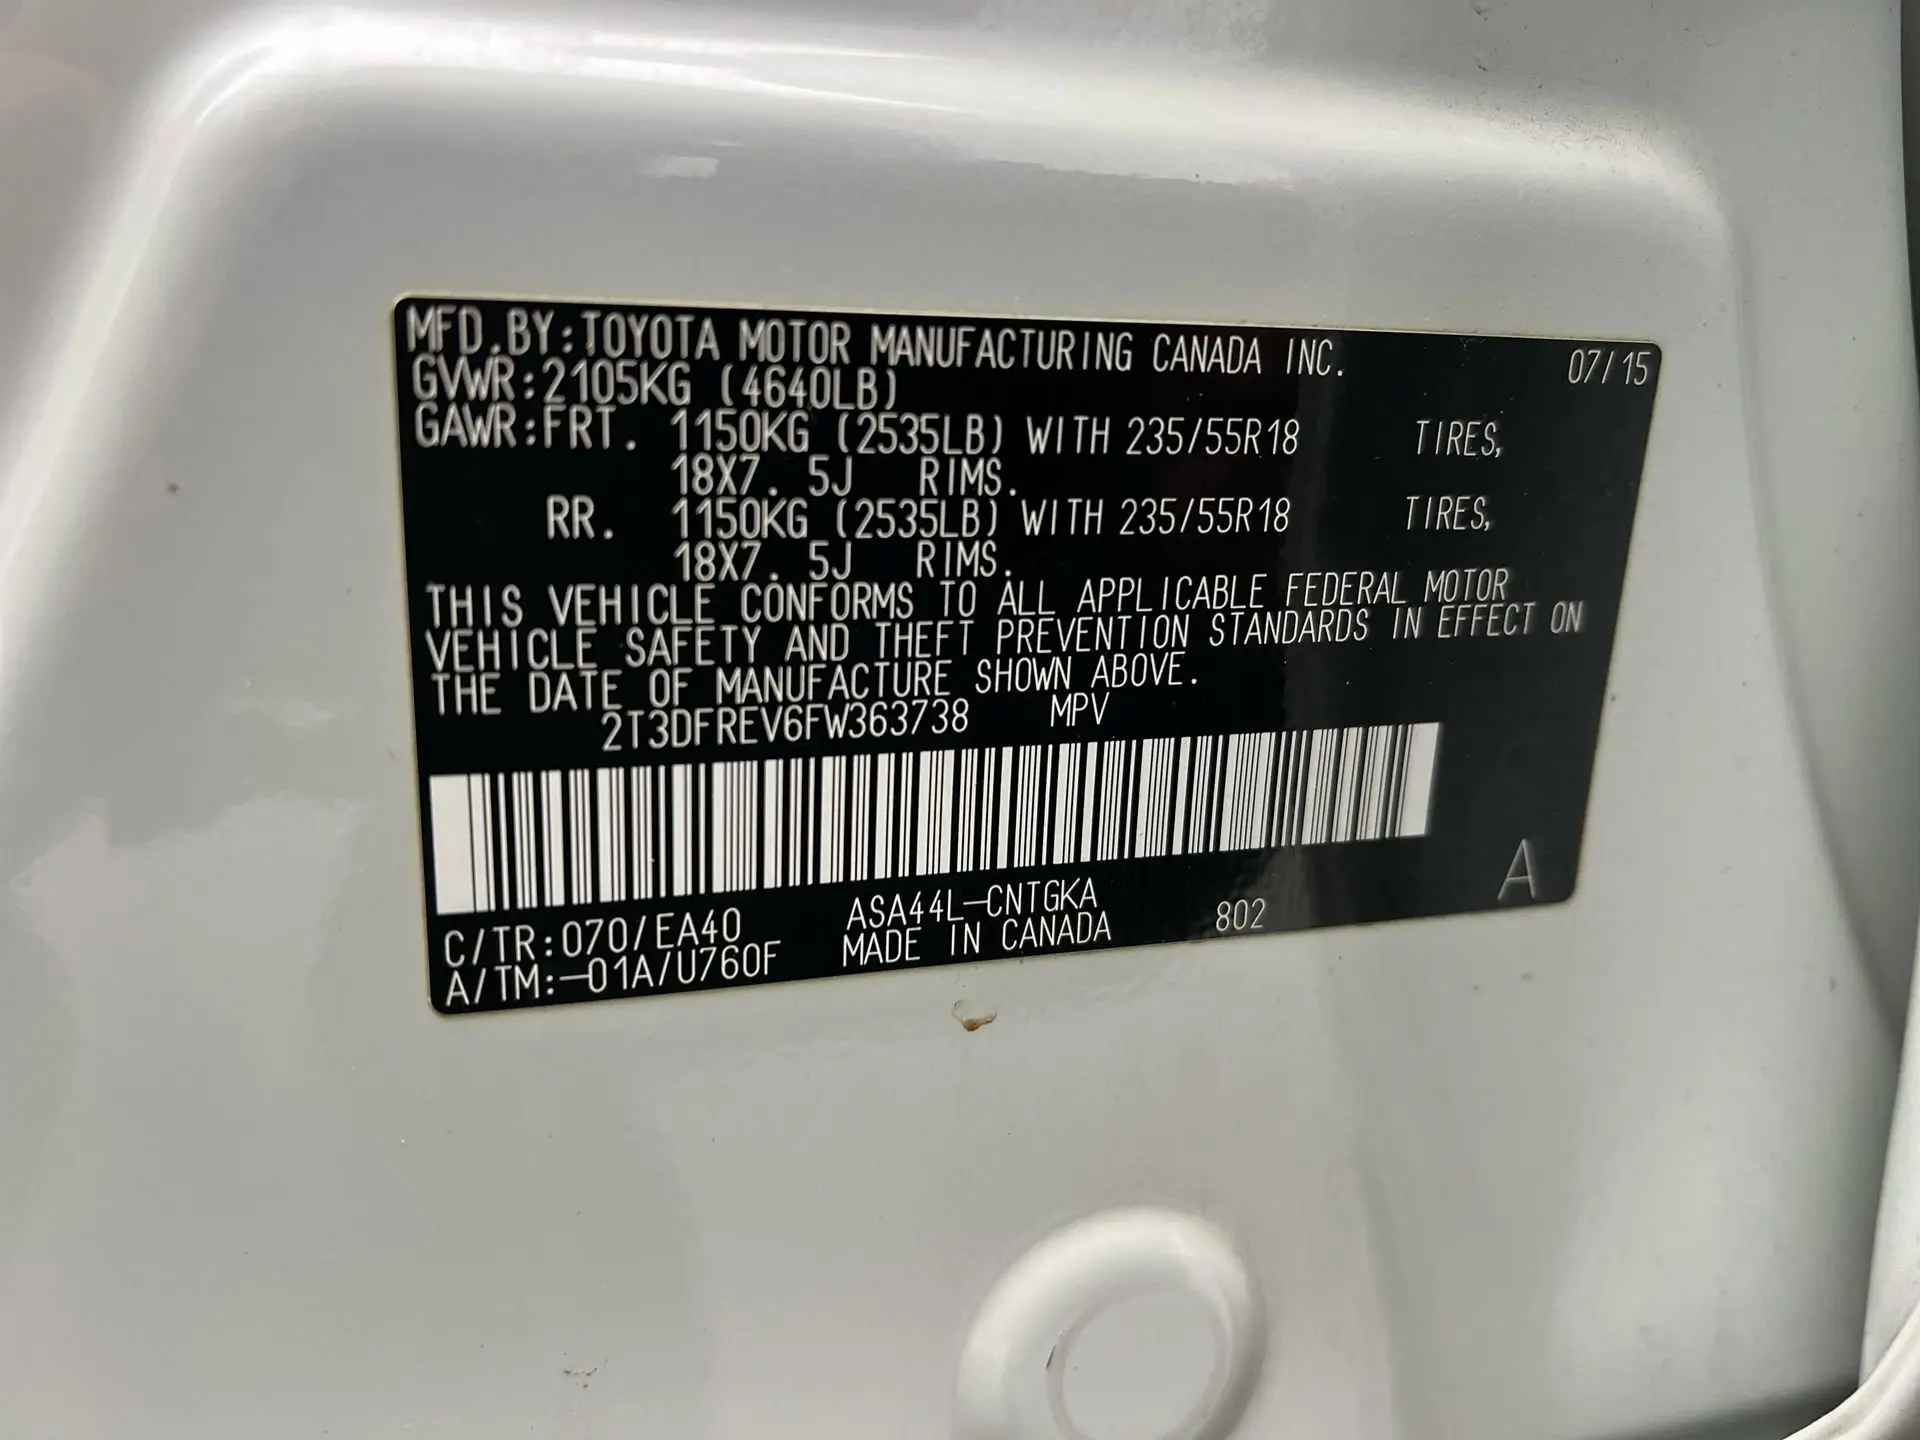 MFD.BY:TOYOTA MOTOR MANUFACTURING CANADA INC. 07/15
GVWR:2105KG (4640LB)
GAWR:FRT. 1150KG (2535LB) WITH 235/55R18 TIRES,
18X7. 5J RIMS.
RR. 1150KG (2535LB) WITH 235/55R18 TIRES,
18X7. 5J RIMS.
THIS VEHICLE CONFORMS TO ALL APPLICABLE FEDERAL MOTOR
VEHICLE SAFETY AND THEFT PREVENTION STANDARDS IN EFFECT ON
THE DATE OF MANUFACTURE SHOWN ABOVE.
2T3DFREV6FW363738 MPV
C/TR:070/EA40 ASA44L-CNTGKA 802 A
A/TM:-01A/U760F MADE IN CANADA